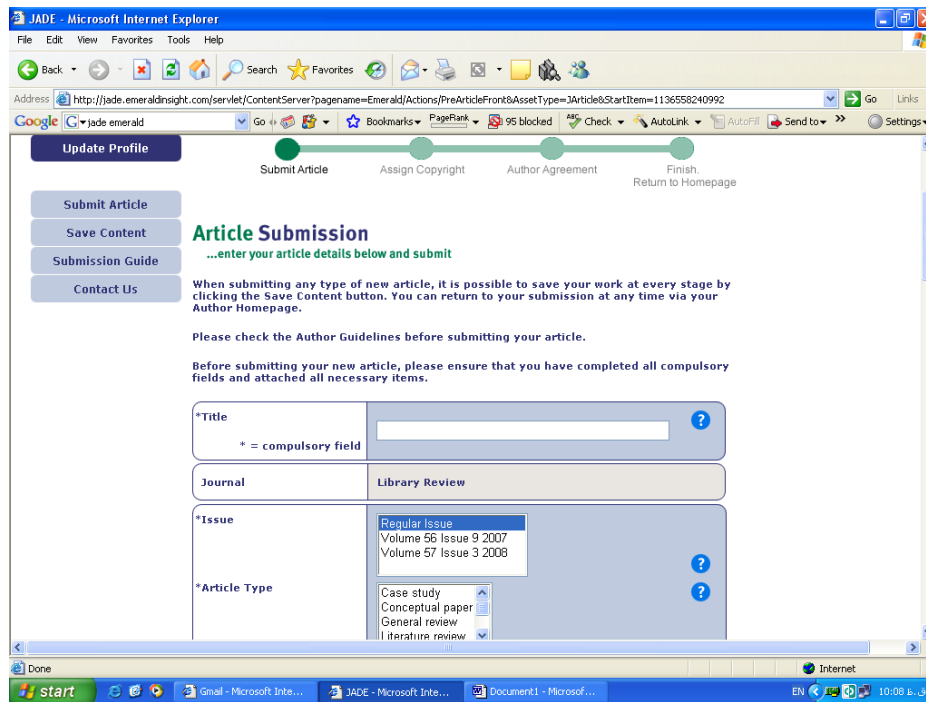 JADE - Microsoft Internet Explorer
File Edit View Favorites Tools Help
Back Search Favorites
Address http://jade.emeraldinsight.com/servlet/ContentServer?pagename=Emerald/Actions/PreArticleFront&AssetType=JArticle&StartItem=1136558240992 Go Links
Google G jade emerald Go Bookmarks PageRank 95 blocked Check AutoLink AutoFill Send to Settings
Update Profile
Submit Article Assign Copyright Author Agreement Finish.
Return to Homepage
Submit Article
Save Content
Submission Guide
Contact Us
Article Submission
...enter your article details below and submit
When submitting any type of new article, it is possible to save your work at every stage by
clicking the Save Content button. You can return to your submission at any time via your
Author Homepage.
Please check the Author Guidelines before submitting your article.
Before submitting your new article, please ensure that you have completed all compulsory
fields and attached all necessary items.
*Title
* = compulsory field
Journal Library Review
*Issue
Regular Issue
Volume 56 Issue 9 2007
Volume 57 Issue 3 2008
*Article Type
Case study
Conceptual paper
General review
Literature review
Done Internet
start Gmail - Microsoft Inte... JADE - Microsoft Inte... Document1 - Microsof... EN 10:08